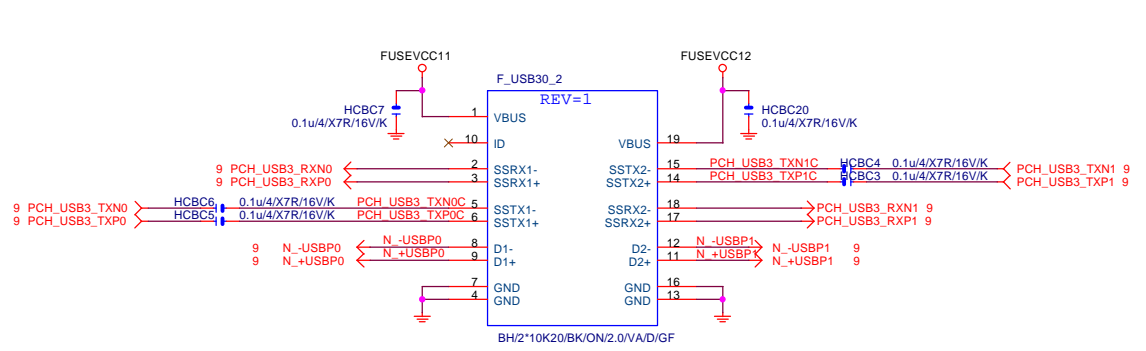 FUSEVCC11 FUSEVCC12
F_USB30_2
REV=1
HCBC7 HCBC20
0.1u/4/X7R/16V/K 0.1u/4/X7R/16V/K
1 VBUS
10 ID VBUS 19
9 PCH_USB3_RXN0 2 SSRX1- SSTX2- 15 PCH_USB3_TXN1C HCBC4 0.1u/4/X7R/16V/K PCH_USB3_TXN1 9
9 PCH_USB3_RXP0 3 SSRX1+ SSTX2+ 14 PCH_USB3_TXP1C HCBC3 0.1u/4/X7R/16V/K PCH_USB3_TXP1 9
9 PCH_USB3_TXN0 HCBC6 0.1u/4/X7R/16V/K PCH_USB3_TXN0C 5 SSTX1- SSRX2- 18 PCH_USB3_RXN1 9
9 PCH_USB3_TXP0 HCBC5 0.1u/4/X7R/16V/K PCH_USB3_TXP0C 6 SSTX1+ SSRX2+ 17 PCH_USB3_RXP1 9
9 N_-USBP0 N_-USBP0 8 D1- D2- 12 N_-USBP1 N_-USBP1 9
9 N_+USBP0 N_+USBP0 9 D1+ D2+ 11 N_+USBP1 N_+USBP1 9
7 GND GND 16
4 GND GND 13
BH/2*10K20/BK/ON/2.0/VA/D/GF